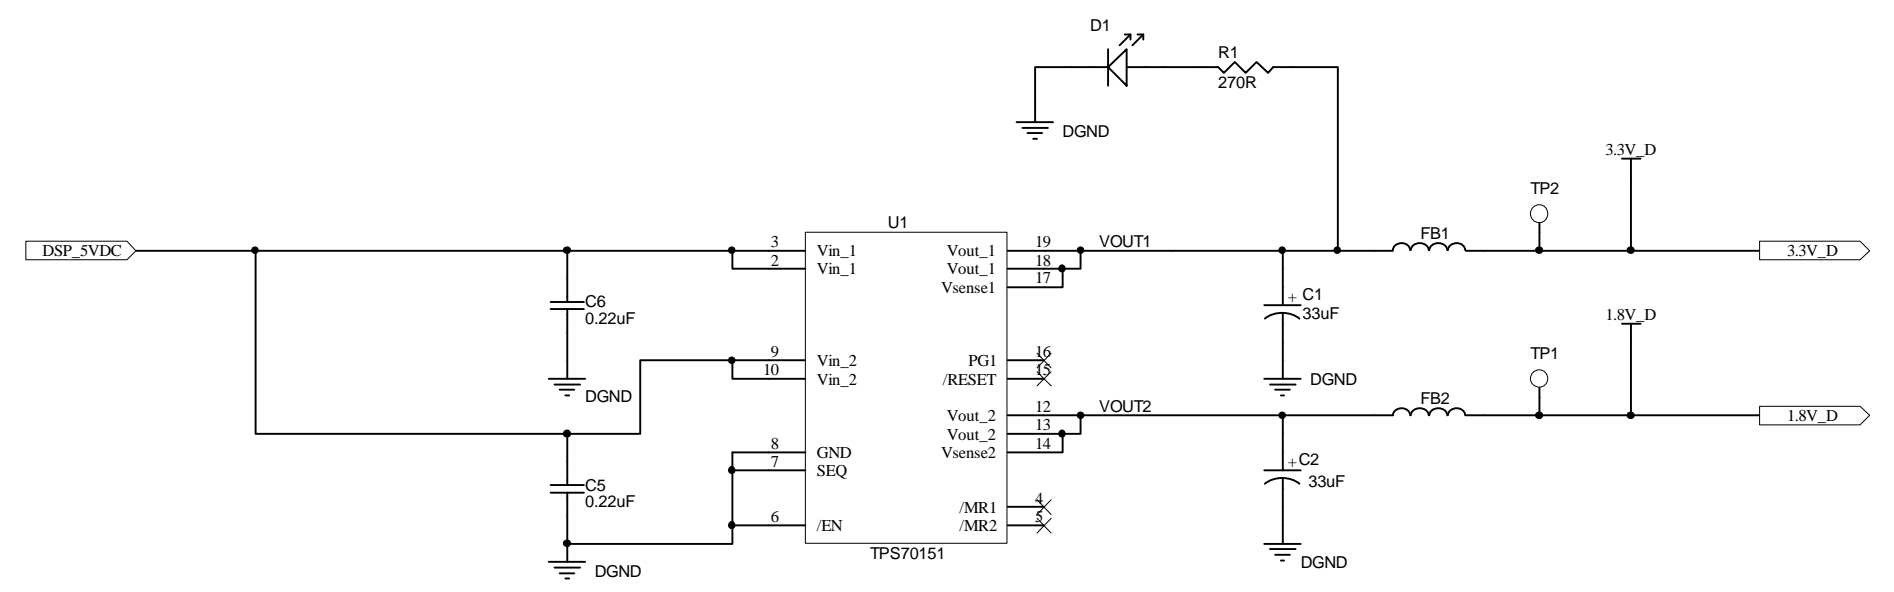 D1
R1
270R
DGND
3.3V_D
TP2
U1
DSP_5VDC
3 Vin_1 Vout_1 19 VOUT1 FB1 3.3V_D
2 Vin_1 Vout_1 18
Vsense1 17
C6
0.22uF
+ C1
33uF
1.8V_D
9 Vin_2 PG1 16 TP1
10 Vin_2 /RESET 15 DGND
DGND
Vout_2 12 VOUT2 FB2 1.8V_D
Vout_2 13
8 GND Vsense2 14
7 SEQ
+ C2
33uF
C5
0.22uF
/MR1 4
6 /EN /MR2 5
TPS70151
DGND
DGND